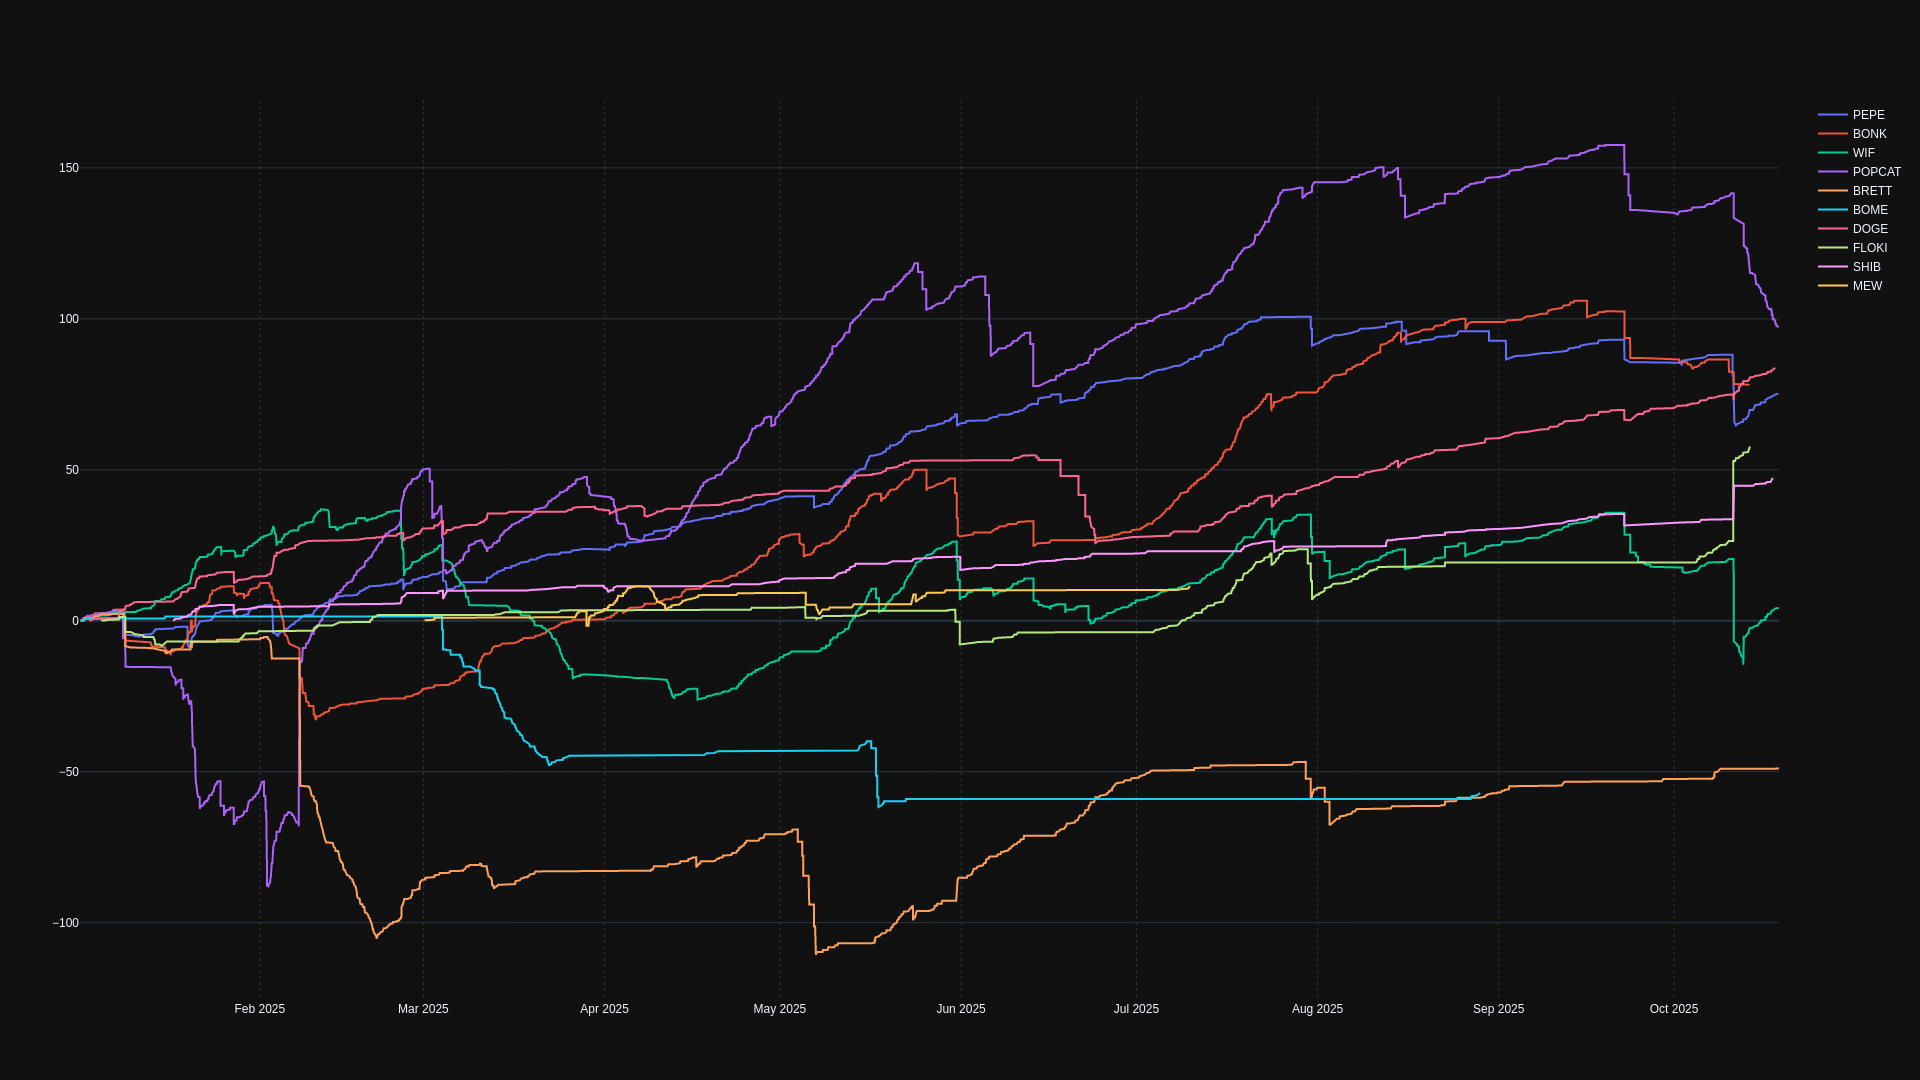 150
100
50
0
−50
−100
Feb 2025
Mar 2025
Apr 2025
May 2025
Jun 2025
Jul 2025
Aug 2025
Sep 2025
Oct 2025
PEPE
BONK
WIF
POPCAT
BRETT
BOME
DOGE
FLOKI
SHIB
MEW